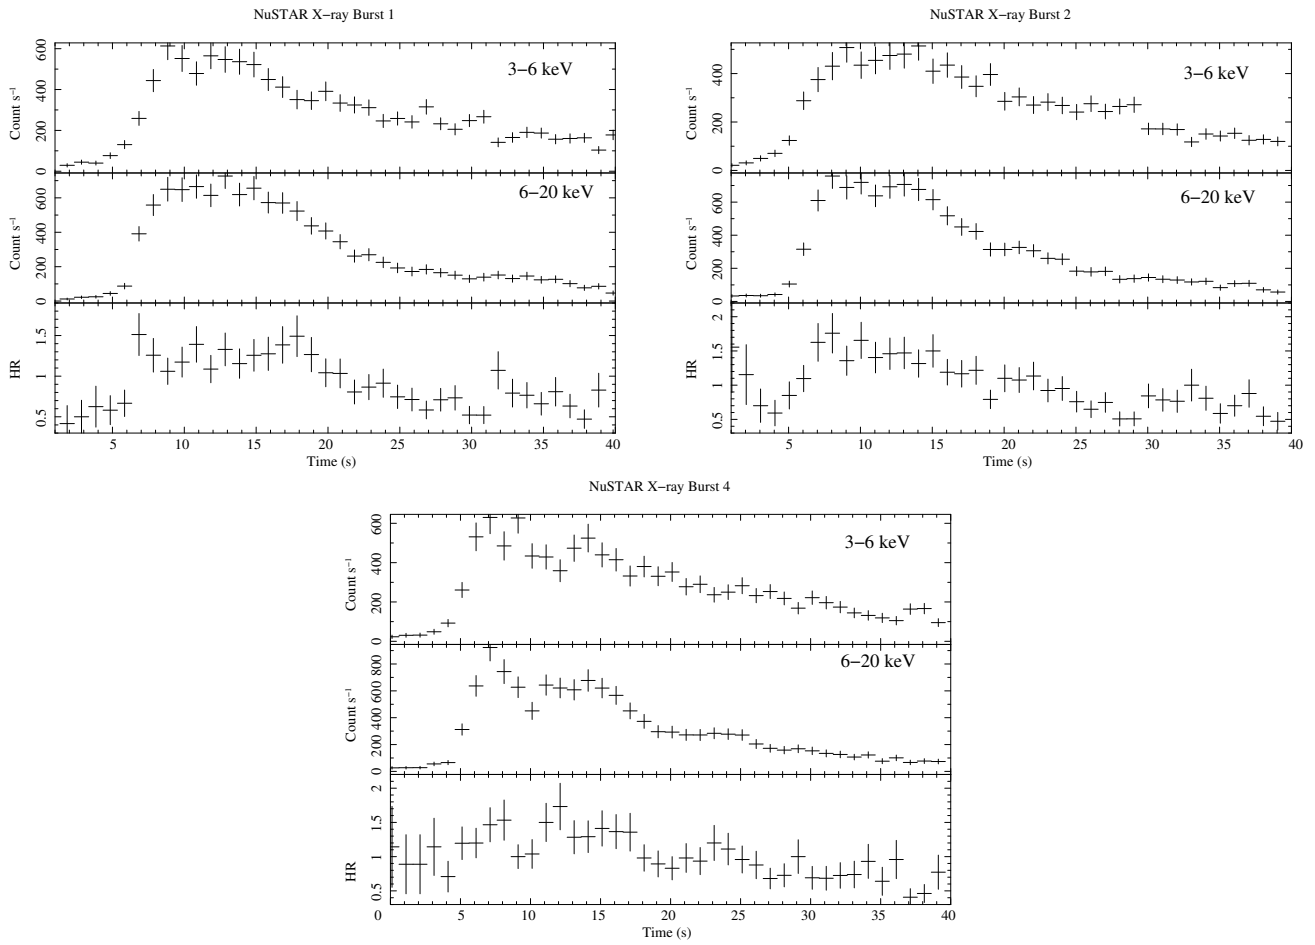 NuSTAR X−ray Burst 1
Count s⁻¹
0 200 400 600
3−6 keV
Count s⁻¹
0 200 400 600
6−20 keV
HR
0.5 1 1.5
5 10 15 20 25 30 35 40
Time (s)
NuSTAR X−ray Burst 2
Count s⁻¹
0 200 400
3−6 keV
Count s⁻¹
0 200 400 600
6−20 keV
HR
0.5 1 1.5 2
5 10 15 20 25 30 35 40
Time (s)
NuSTAR X−ray Burst 4
Count s⁻¹
0 200 400 600
3−6 keV
Count s⁻¹
0 200 400 600 800
6−20 keV
HR
0.5 1 1.5 2
0 5 10 15 20 25 30 35 40
Time (s)